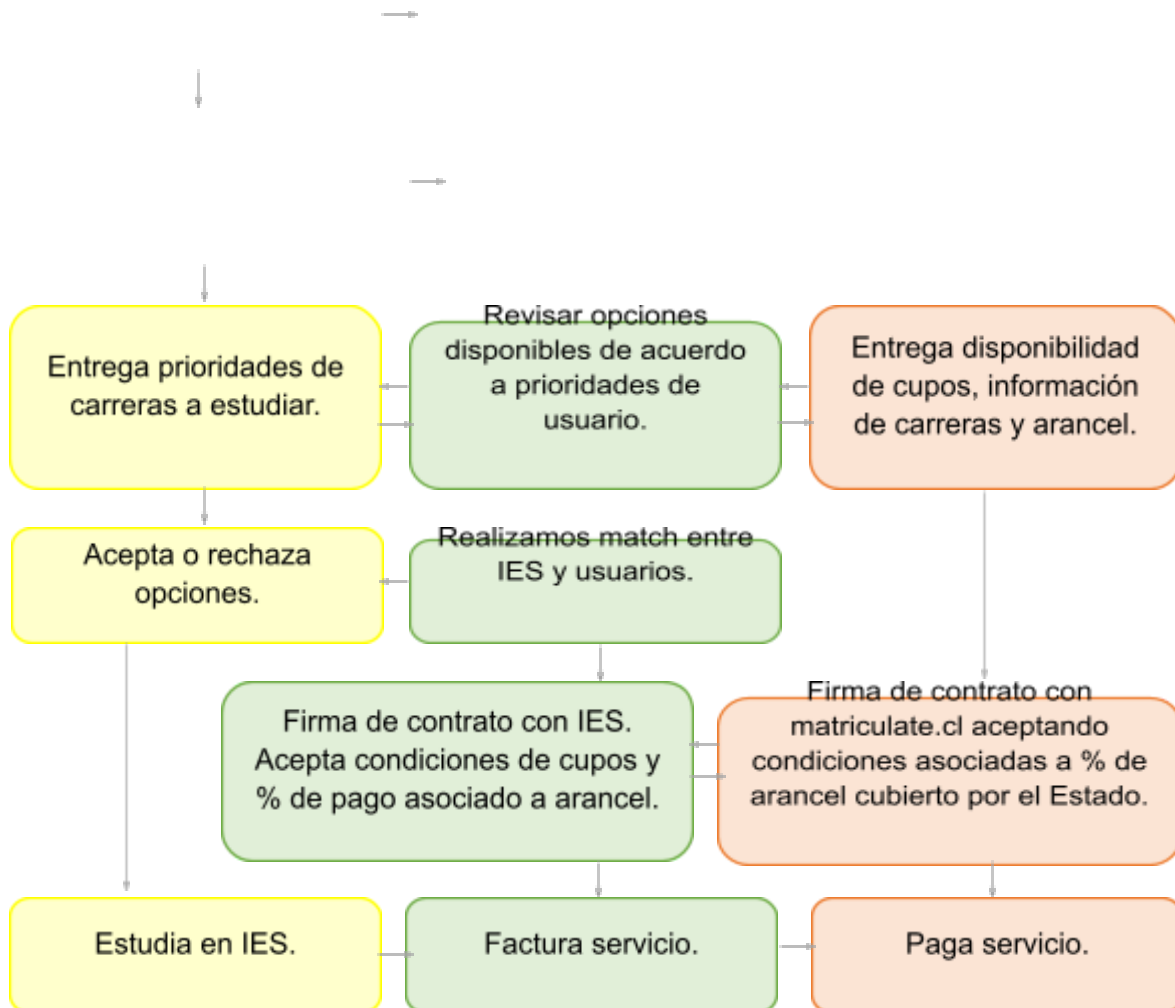 Entrega prioridades de
carreras a estudiar.
Revisar opciones
disponibles de acuerdo
a prioridades de
usuario.
Entrega disponibilidad
de cupos, información
de carreras y arancel.
Acepta o rechaza
opciones.
Realizamos match entre
IES y usuarios.
Firma de contrato con IES.
Acepta condiciones de cupos y
% de pago asociado a arancel.
Firma de contrato con
matriculate.cl aceptando
condiciones asociadas a % de
arancel cubierto por el Estado.
Estudia en IES.
Factura servicio.
Paga servicio.